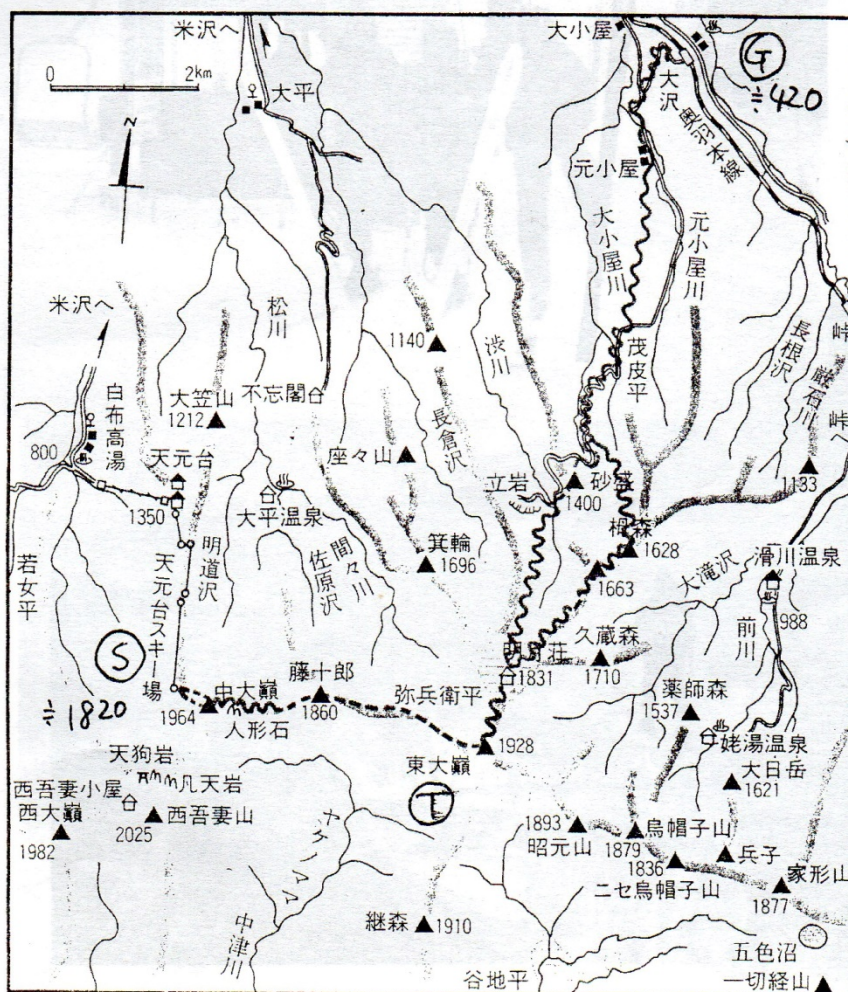 米沢へ
大小屋
G
≒420
0 2km
大平
大沢
奥羽本線
N
元小屋
大小屋川
元小屋川
松川
米沢へ
渋川
1140
長根沢
峠
巌石川
白布高湯
大笠山
1212
不忘閣
茂皮平
長倉沢
峠へ
800
天元台
座々山
1133
立岩
砂盛
1400
1350
大平温泉
栂森
1628
若女平
明道沢
間々川
佐原沢
箕輪
1696
1663
大滝沢
滑川温泉
天元台スキー場
988
前川
S
≒1820
久蔵森
1710
明月荘
1831
藤十郎
1860
弥兵衛平
中大巓
1964
人形石
薬師森
1537
姥湯温泉
1928
東大巓
大日岳
1621
天狗岩
凡天岩
西吾妻小屋
西大巓
1982
西吾妻山
2025
T
ヤケノママ
1893
昭元山
烏帽子山
1879
1836
ニセ烏帽子山
兵子
家形山
1877
中津川
継森
1910
谷地平
五色沼
一切経山